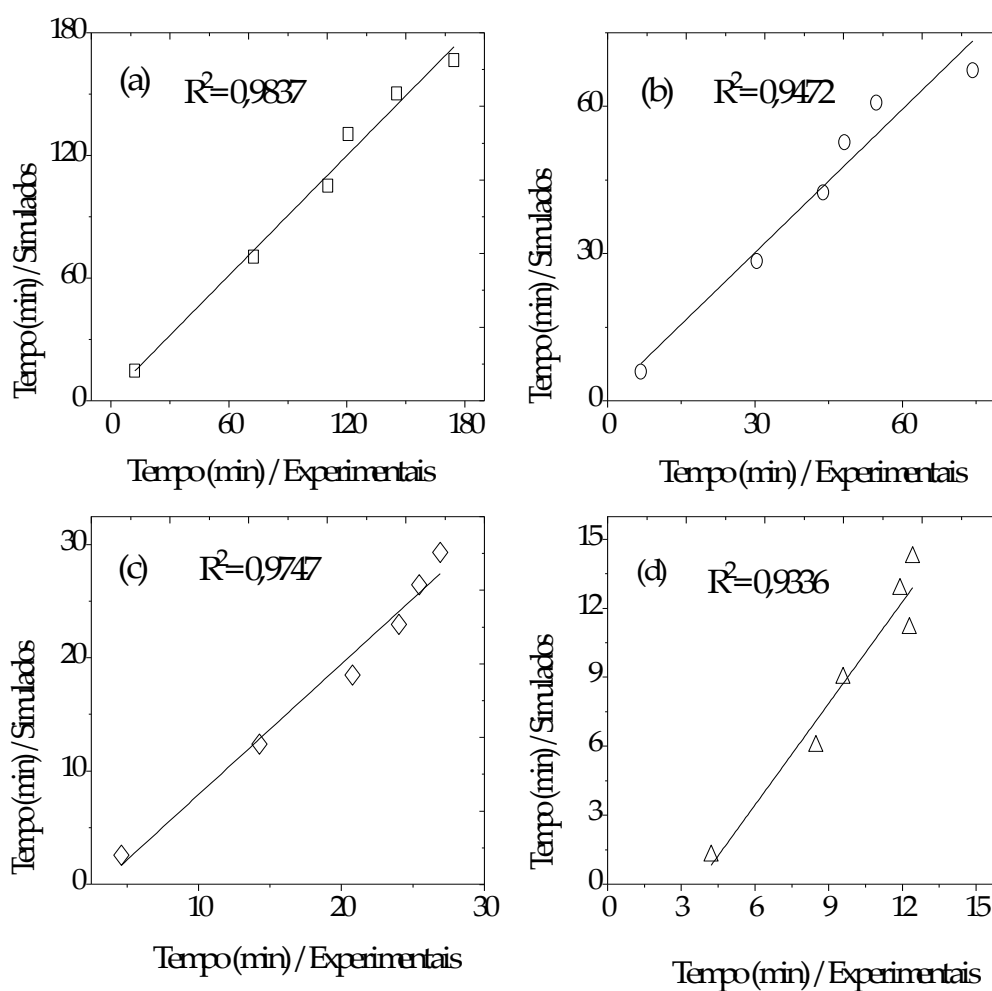 (a) R²=0,9837
180
120
60
0
Tempo (min) / Simulados
0 60 120 180
Tempo (min) / Experimentais
(b) R²=0,9472
60
30
0
Tempo (min) / Simulados
30 60
Tempo (min) / Experimentais
(c) R²=0,9747
30
20
10
0
Tempo (min) / Simulados
10 20 30
Tempo (min) / Experimentais
(d) R²=0,9336
15
12
9
6
3
0
Tempo (min) / Simulados
0 3 6 9 12 15
Tempo (min) / Experimentais